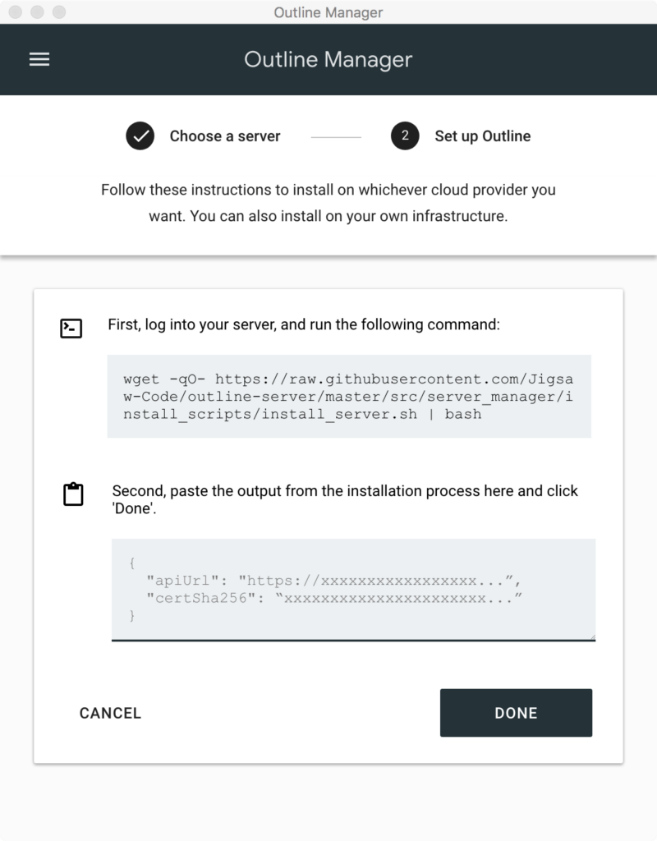 Outline Manager
Outline Manager
Choose a server
2 Set up Outline
Follow these instructions to install on whichever cloud provider you
want. You can also install on your own infrastructure.
First, log into your server, and run the following command:
wget -qO- https://raw.githubusercontent.com/Jigsa
w-Code/outline-server/master/src/server_manager/i
nstall_scripts/install_server.sh | bash
Second, paste the output from the installation process here and click
'Done'.
{
"apiUrl": "https://xxxxxxxxxxxxxxxxx...”,
"certSha256": “xxxxxxxxxxxxxxxxxxxxxx...”
}
CANCEL
DONE